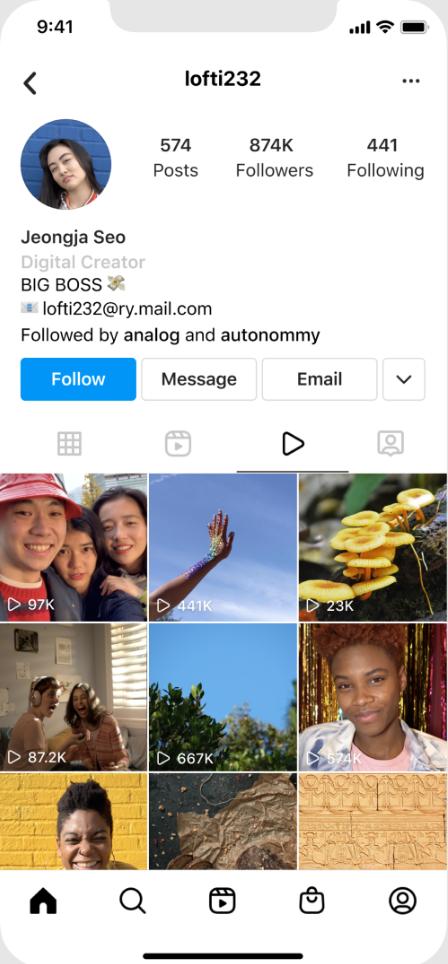 9:41
lofti232
574 874K 441
Posts Followers Following
Jeongja Seo
Digital Creator
BIG BOSS 💸
📧 lofti232@ry.mail.com
Followed by analog and autonommy
Follow Message Email
97K 441K 23K
87.2K 667K 574K